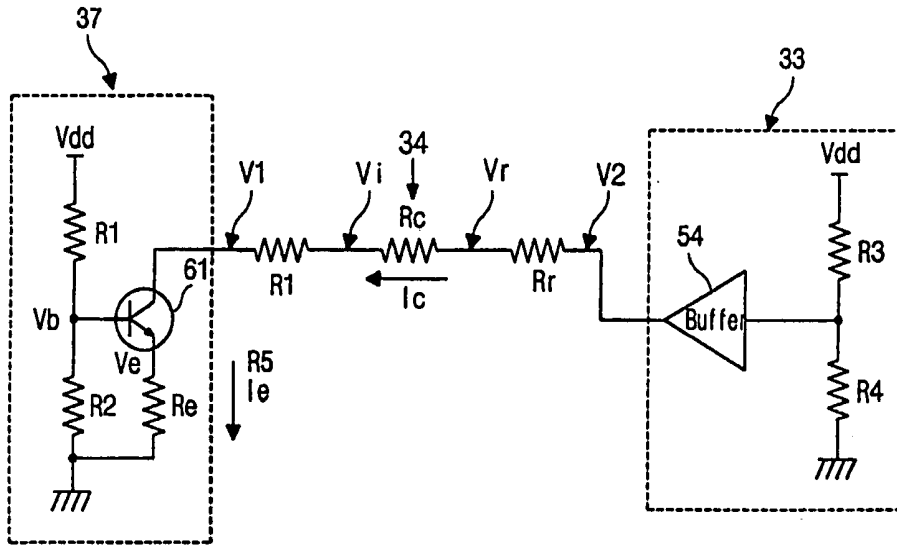 37
33
Vdd
34
Vdd
V1
Vi
Rc
Vr
V2
R1
61
54
R3
R1
Ic
Rr
Vb
Buffer
Ve
R5
Ie
R2
Re
R4